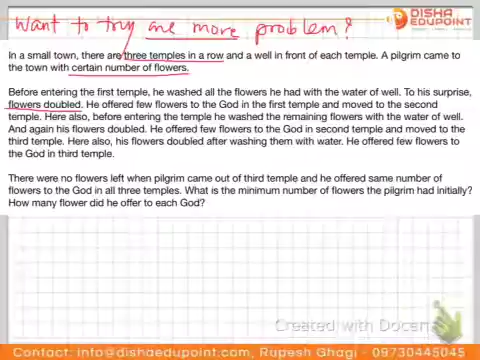 DISHA
EDUPOINT
Want to try one more problem?
In a small town, there are three temples in a row and a well in front of each temple. A pilgrim came to
the town with certain number of flowers.
Before entering the first temple, he washed all the flowers he had with the water of well. To his surprise,
flowers doubled. He offered few flowers to the God in the first temple and moved to the second
temple. Here also, before entering the temple he washed the remaining flowers with the water of well.
And again his flowers doubled. He offered few flowers to the God in second temple and moved to the
third temple. Here also, his flowers doubled after washing them with water. He offered few flowers to
the God in third temple.
There were no flowers left when pilgrim came out of third temple and he offered same number of
flowers to the God in all three temples. What is the minimum number of flowers the pilgrim had initially?
How many flower did he offer to each God?
Created with Doceri
Contact: info@dishaedupoint.com, Rupesh Ghagi - 09730445045